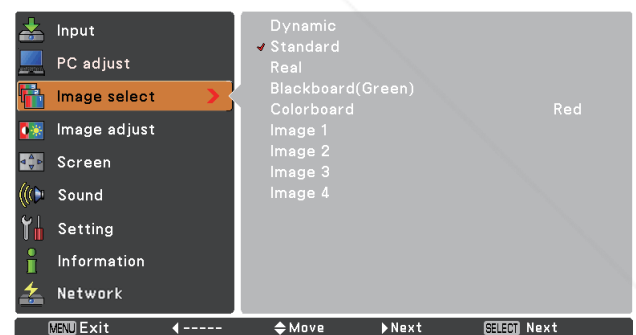 Input
PC adjust
Image select
Image adjust
Screen
Sound
Setting
Information
Network
Dynamic
Standard
Real
Blackboard(Green)
Colorboard Red
Image 1
Image 2
Image 3
Image 4
MENU Exit ----- Move Next SELECT Next